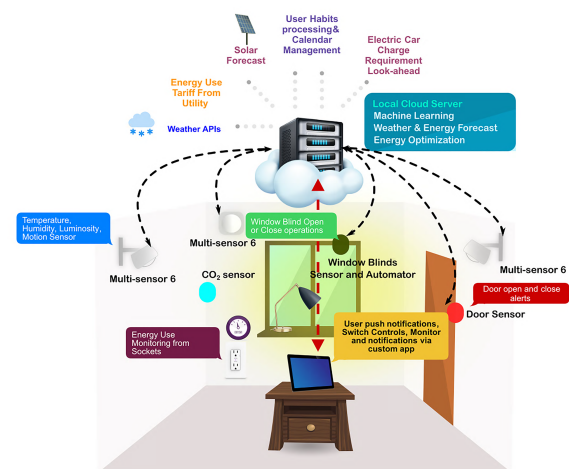 User Habits
processing&
Calendar
Management
Solar
Forecast
Electric Car
Charge
Requirement
Look-ahead
Energy Use
Tariff From
Utility
Weather APIs
Local Cloud Server
Machine Learning
Weather & Energy Forecast
Energy Optimization
Temperature,
Humidity, Luminosity,
Motion Sensor
Multi-sensor 6
Window Blind Open
or Close operations
Multi-sensor 6
Window Blinds
Sensor and Automator
Multi-sensor 6
CO₂ sensor
Door open and close
alerts
Door Sensor
Energy Use
Monitoring from
Sockets
User push notifications,
Switch Controls, Monitor
and notifications via
custom app